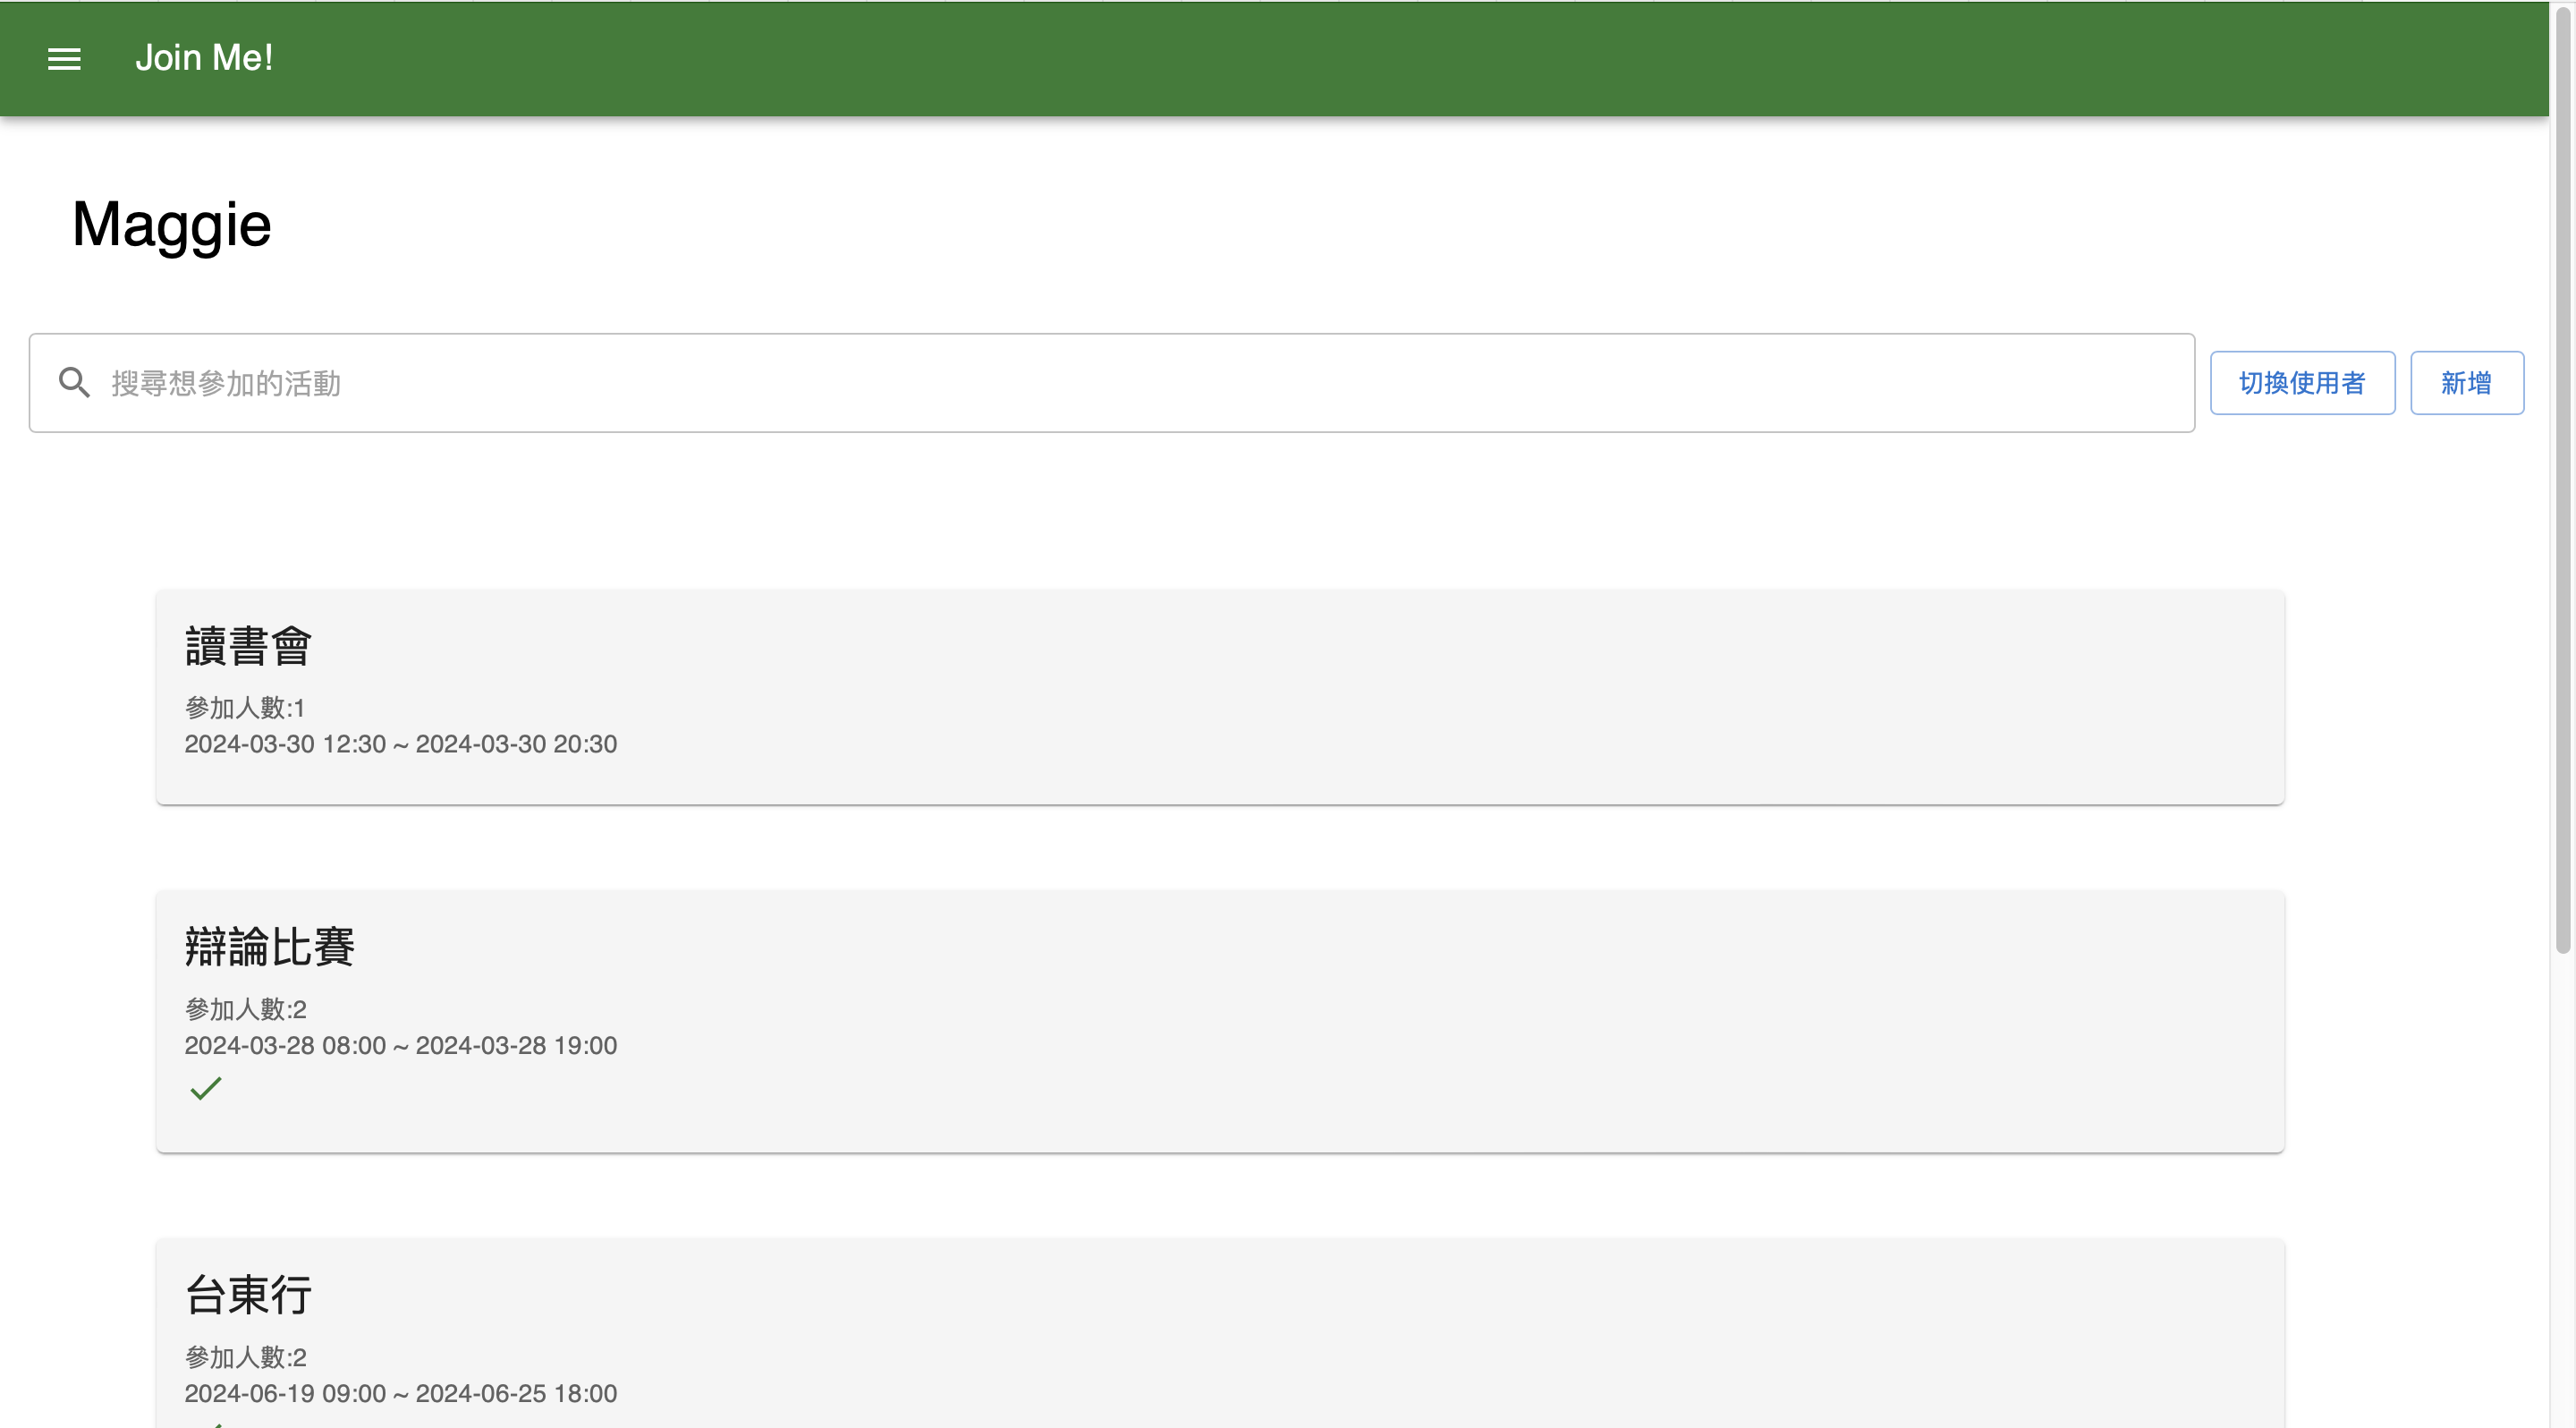 Join Me!
Maggie
搜尋想參加的活動
切換使用者
新增
讀書會
參加人數:1
2024-03-30 12:30 ~ 2024-03-30 20:30
辯論比賽
參加人數:2
2024-03-28 08:00 ~ 2024-03-28 19:00
台東行
參加人數:2
2024-06-19 09:00 ~ 2024-06-25 18:00